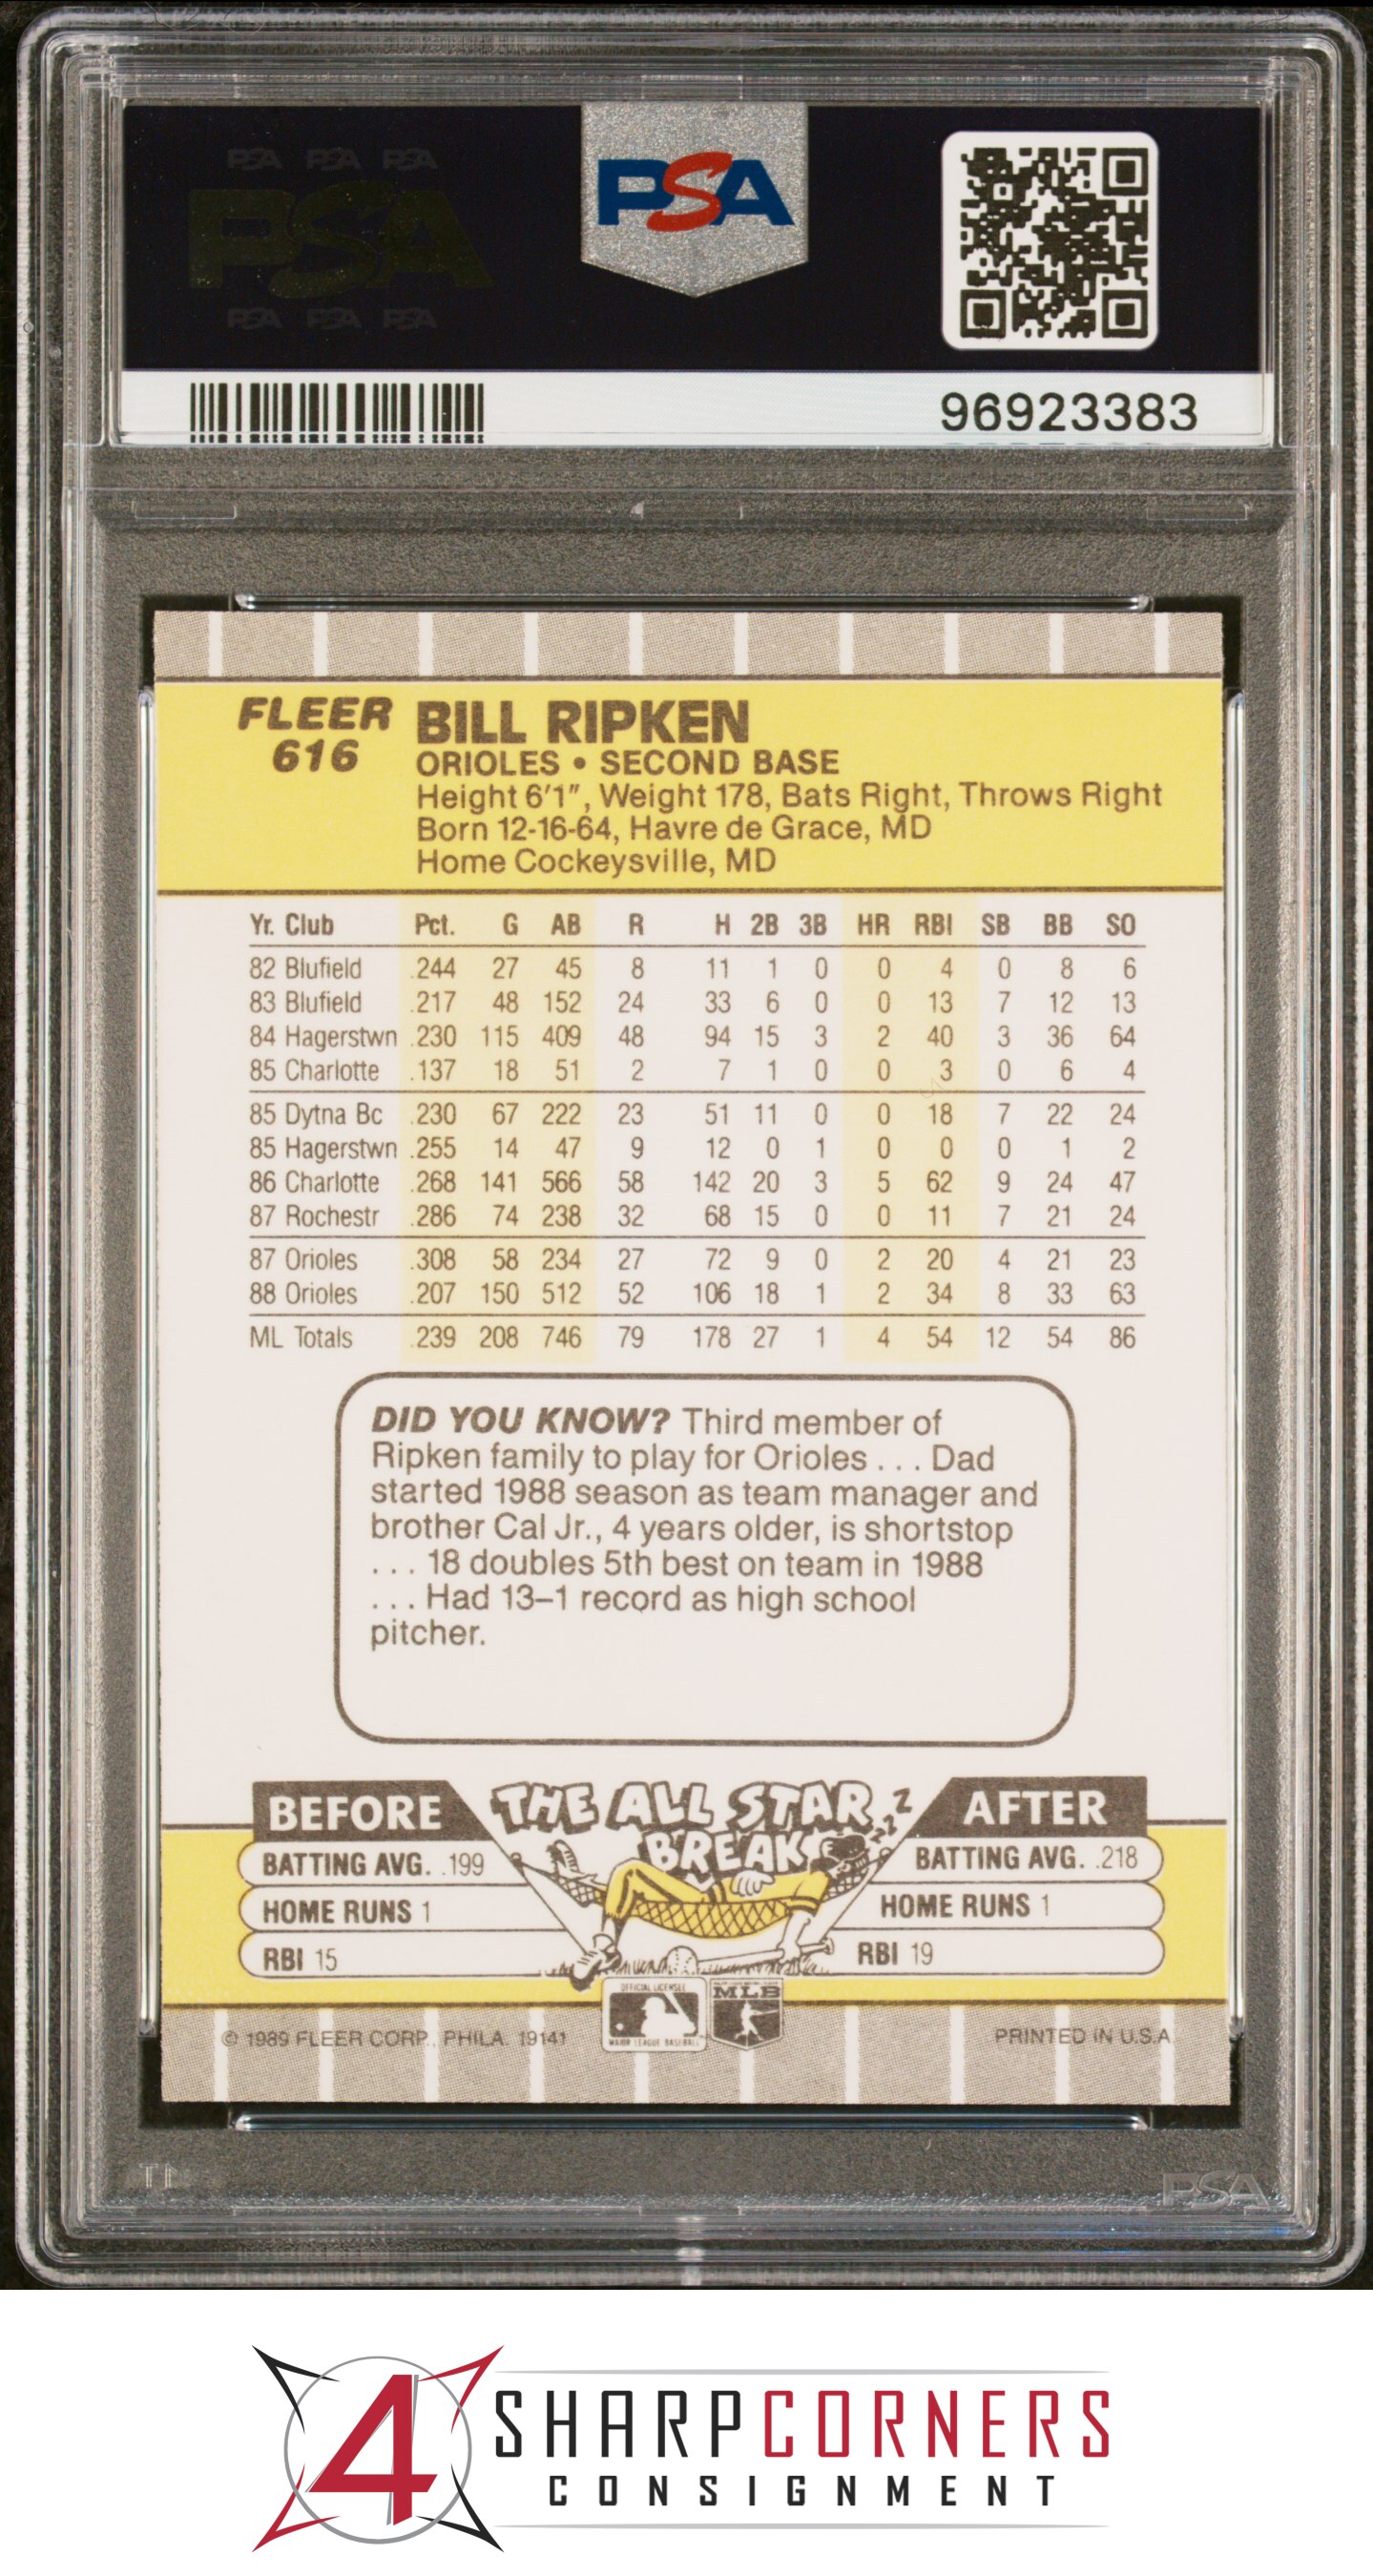 PSA PSA PSA
PSA
PSA PSA PSA
PSA
96923383
FLEER
616
BILL RIPKEN
ORIOLES • SECOND BASE
Height 6'1", Weight 178, Bats Right, Throws Right
Born 12-16-64, Havre de Grace, MD
Home Cockeysville, MD
Yr. Club Pct. G AB R H 2B 3B HR RBI SB BB SO
82 Blufield .244 27 45 8 11 1 0 0 4 0 8 6
83 Blufield .217 48 152 24 33 6 0 0 13 7 12 13
84 Hagerstwn .230 115 409 48 94 15 3 2 40 3 36 64
85 Charlotte .137 18 51 2 7 1 0 0 3 0 6 4
85 Dytna Bc .230 67 222 23 51 11 0 0 18 7 22 24
85 Hagerstwn .255 14 47 9 12 0 1 0 0 0 1 2
86 Charlotte .268 141 566 58 142 20 3 5 62 9 24 47
87 Rochestr .286 74 238 32 68 15 0 0 11 7 21 24
87 Orioles .308 58 234 27 72 9 0 2 20 4 21 23
88 Orioles .207 150 512 52 106 18 1 2 34 8 33 63
ML Totals .239 208 746 79 178 27 1 4 54 12 54 86
DID YOU KNOW? Third member of
Ripken family to play for Orioles . . . Dad
started 1988 season as team manager and
brother Cal Jr., 4 years older, is shortstop
. . . 18 doubles 5th best on team in 1988
. . . Had 13–1 record as high school
pitcher.
BEFORE
BATTING AVG. .199
HOME RUNS 1
RBI 15
THE ALL STAR
BREAK
Z Z Z
AFTER
BATTING AVG. .218
HOME RUNS 1
RBI 19
OFFICIAL LICENSEE
MAJOR LEAGUE BASEBALL
MLB
© 1989 FLEER CORP., PHILA. 19141
PRINTED IN U.S.A.
PSA
4
SHARPCORNERS
CONSIGNMENT